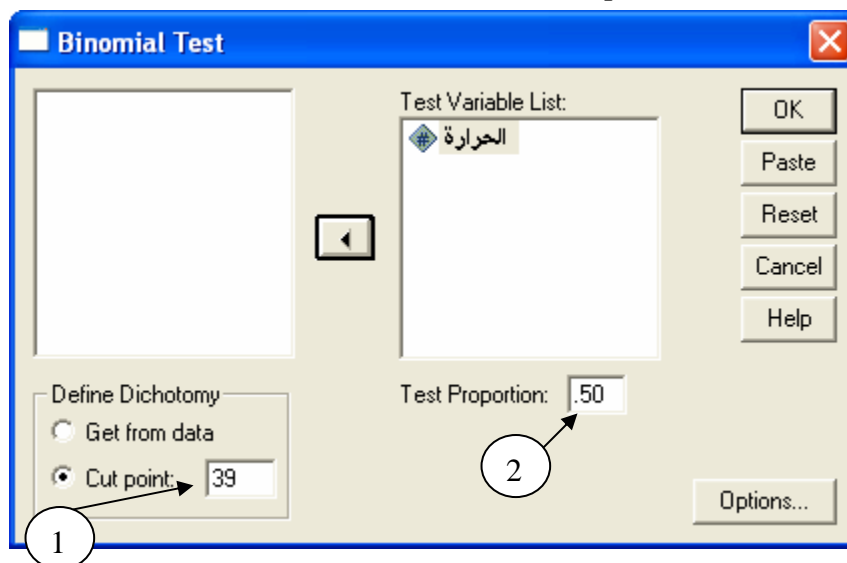 Binomial Test
Test Variable List:
الحرارة
OK
Paste
Reset
Cancel
Help
Define Dichotomy
Get from data
Cut point: 39
Test Proportion: .50
Options...
1
2